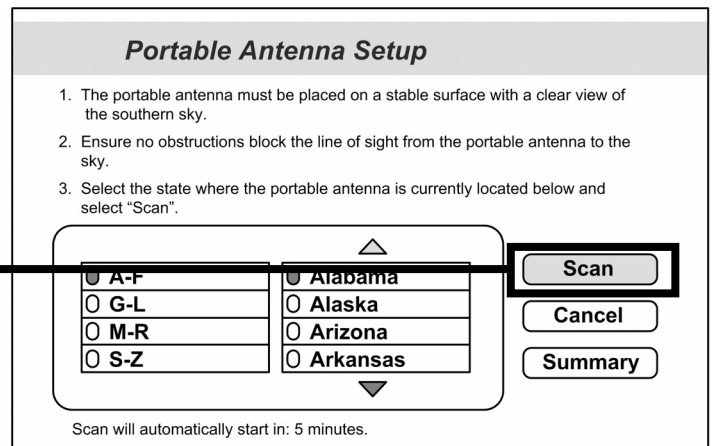 Portable Antenna Setup
1. The portable antenna must be placed on a stable surface with a clear view of
the southern sky.
2. Ensure no obstructions block the line of sight from the portable antenna to the
sky.
3. Select the state where the portable antenna is currently located below and
select “Scan”.
A-F Alabama Scan
G-L Alaska
Cancel
M-R Arizona
S-Z Arkansas Summary
Scan will automatically start in: 5 minutes.